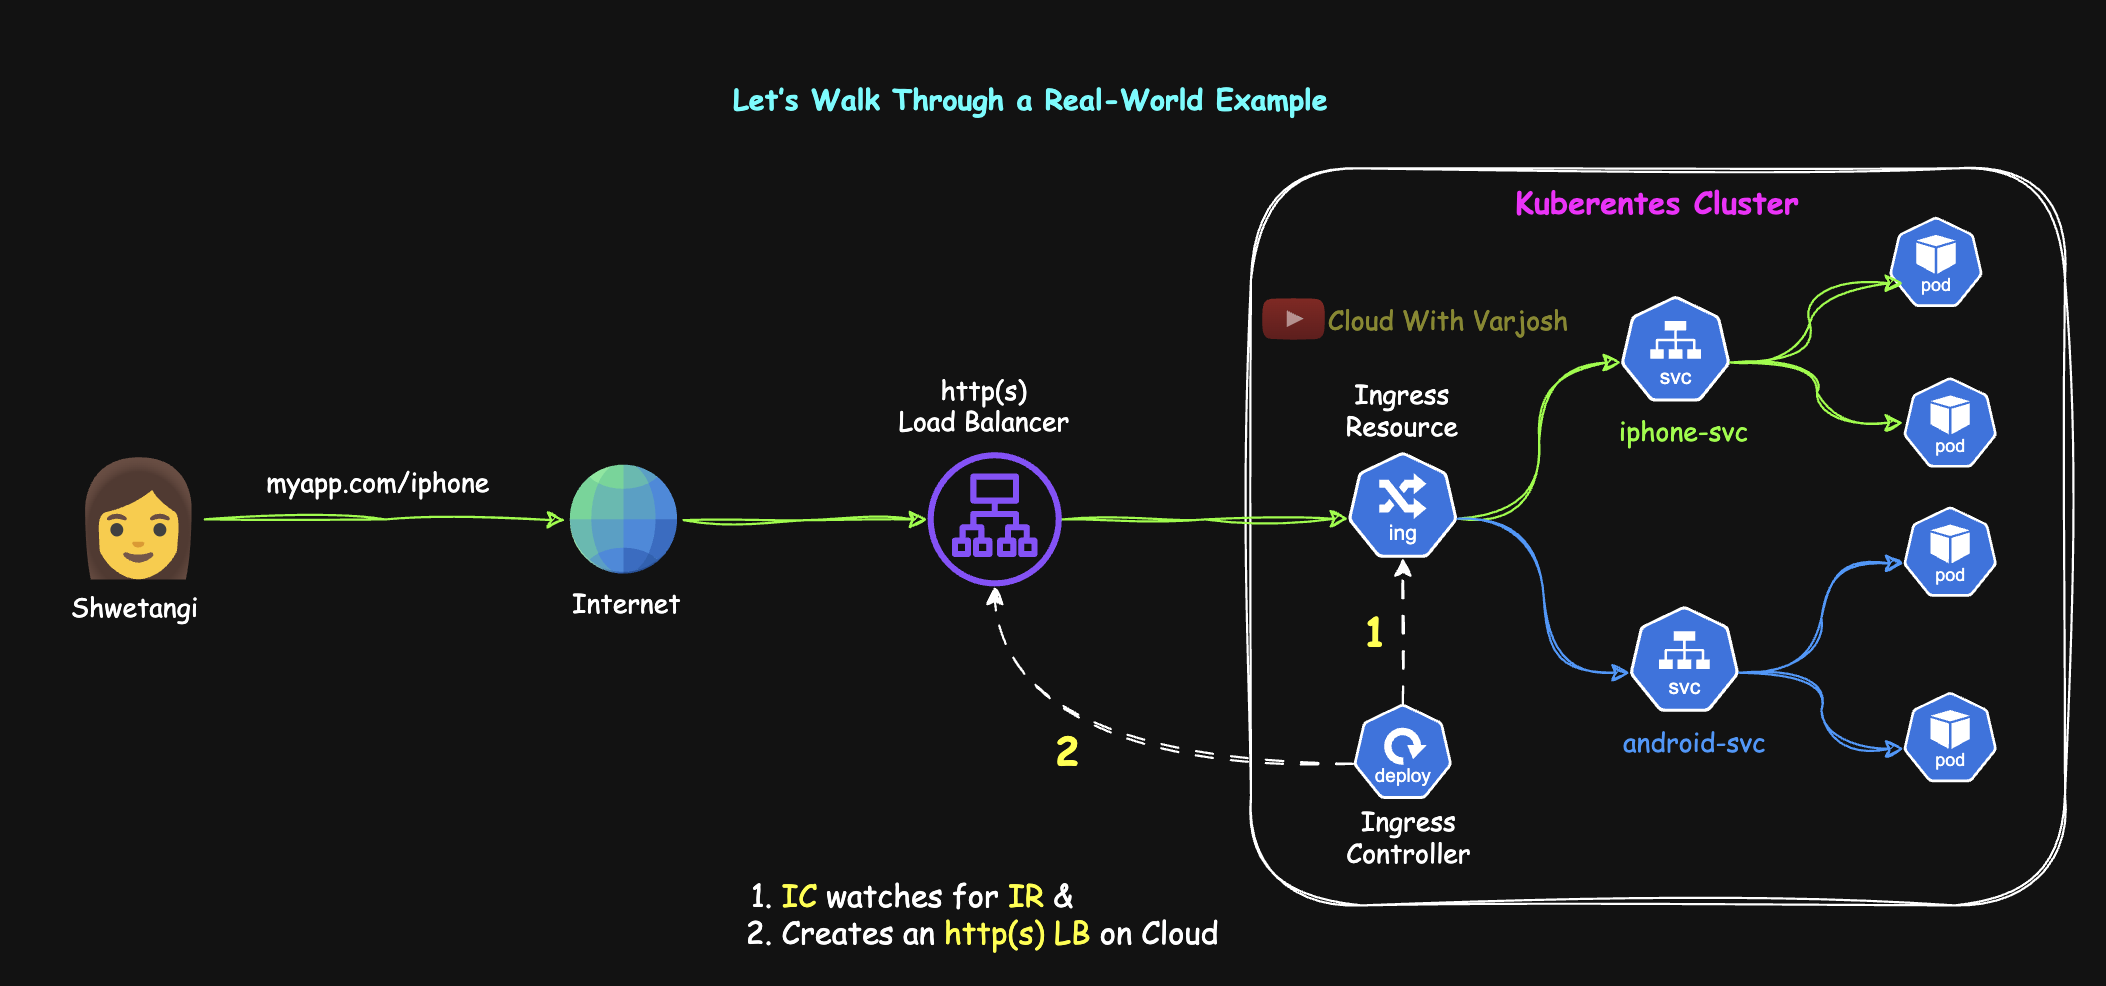 Let's Walk Through a Real-World Example
Kuberentes Cluster
Cloud With Varjosh
myapp.com/iphone
Shwetangi
Internet
http(s)
Load Balancer
Ingress
Resource
ing
1
2
deploy
Ingress
Controller
svc
iphone-svc
pod
pod
svc
android-svc
pod
pod
1. IC watches for IR &
2. Creates an http(s) LB on Cloud